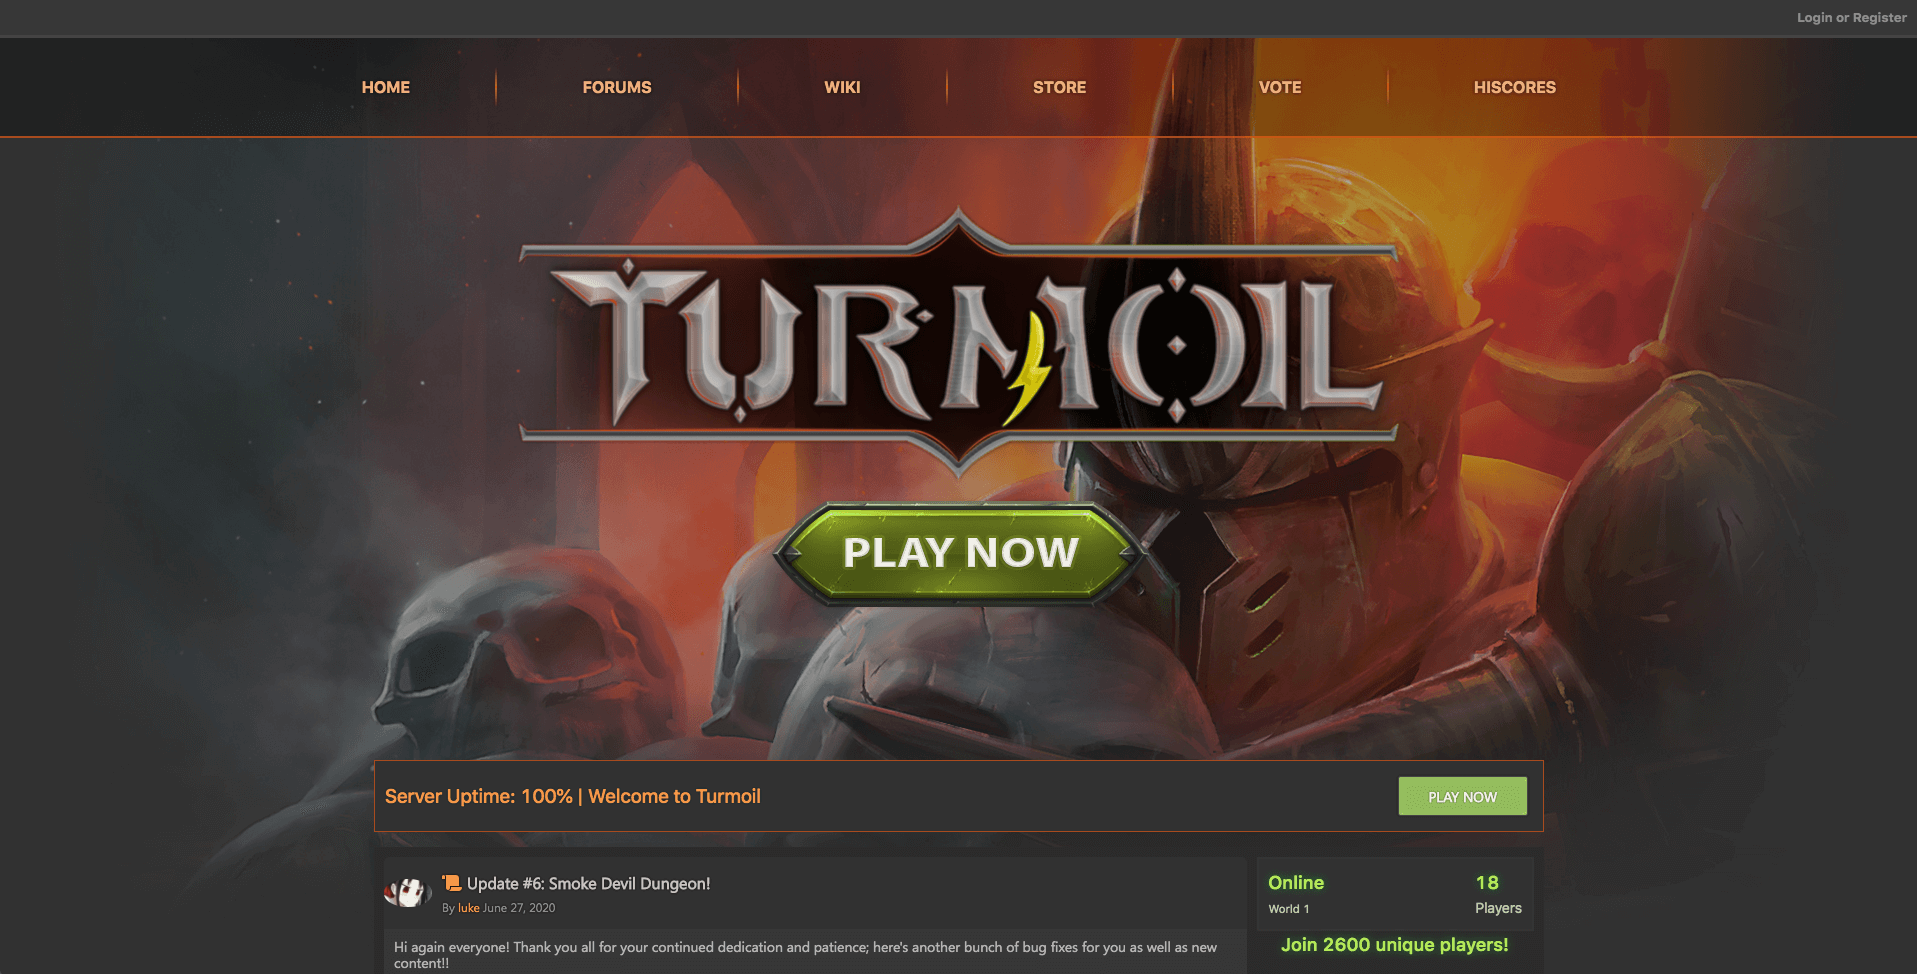 Login or Register
HOME
FORUMS
WIKI
STORE
VOTE
HISCORES
TURMOIL
PLAY NOW
Server Uptime: 100% | Welcome to Turmoil
PLAY NOW
Update #6: Smoke Devil Dungeon!
By luke June 27, 2020
Hi again everyone! Thank you all for your continued dedication and patience; here's another bunch of bug fixes for you as well as new
content!!
Online
18
World 1
Players
Join 2600 unique players!